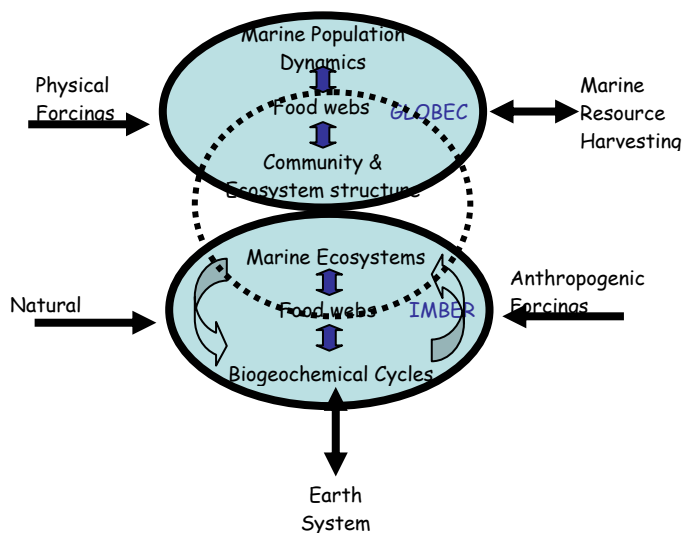 Marine Population
Dynamics
Physical
Forcings
Food webs
GLOBEC
Marine
Resource
Harvesting
Community &
Ecosystem structure
Marine Ecosystems
Natural
Food webs
IMBER
Anthropogenic
Forcings
Biogeochemical Cycles
Earth
System